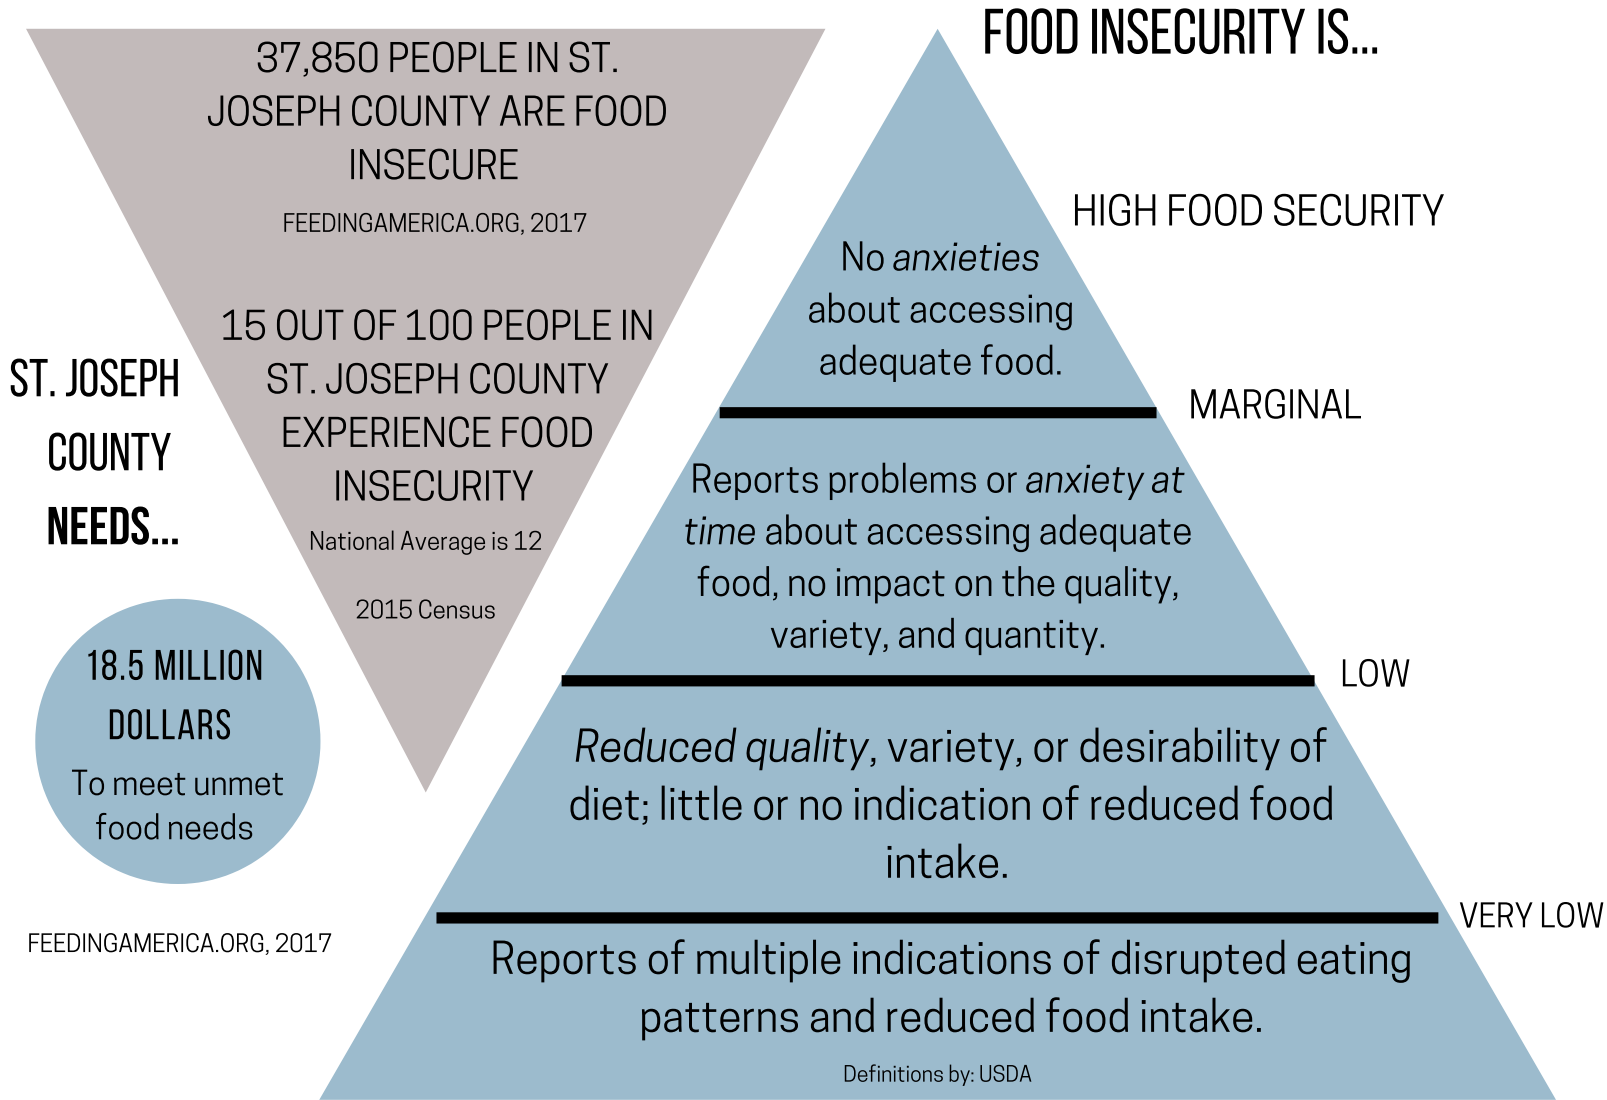 37,850 PEOPLE IN ST.
JOSEPH COUNTY ARE FOOD
INSECURE
FEEDINGAMERICA.ORG, 2017
15 OUT OF 100 PEOPLE IN
ST. JOSEPH COUNTY
EXPERIENCE FOOD
INSECURITY
National Average is 12
2015 Census
ST. JOSEPH
COUNTY
NEEDS...
18.5 MILLION
DOLLARS
To meet unmet
food needs
FEEDINGAMERICA.ORG, 2017
FOOD INSECURITY IS...
HIGH FOOD SECURITY
No anxieties
about accessing
adequate food.
MARGINAL
Reports problems or anxiety at
time about accessing adequate
food, no impact on the quality,
variety, and quantity.
LOW
Reduced quality, variety, or desirability of
diet; little or no indication of reduced food
intake.
VERY LOW
Reports of multiple indications of disrupted eating
patterns and reduced food intake.
Definitions by: USDA